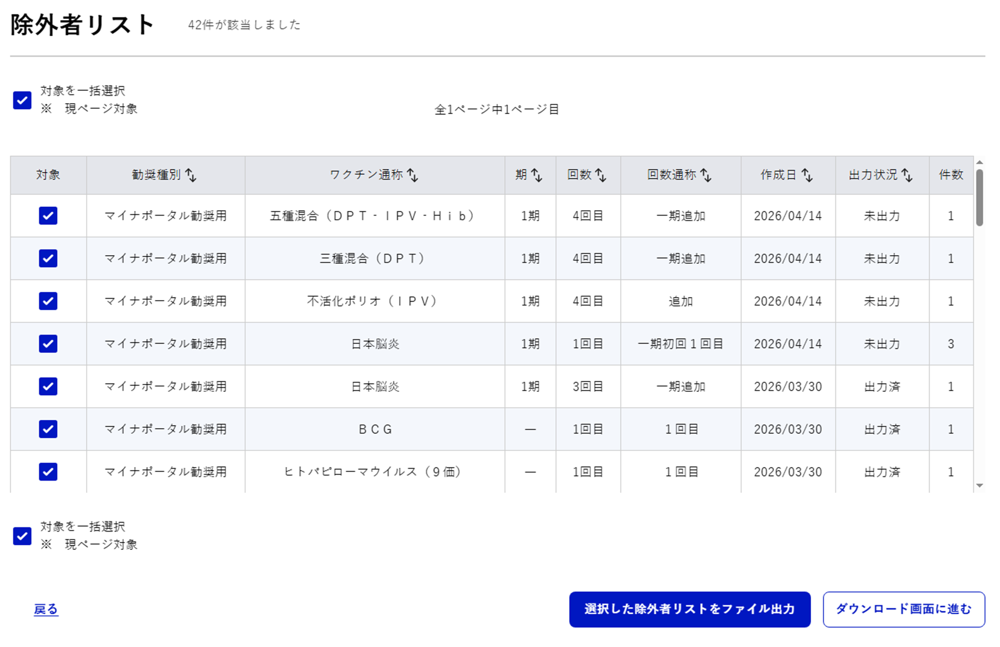 除外者リスト 42件が該当しました
対象を一括選択
※　現ページ対象
全1ページ中1ページ目
対象 勧奨種別 ワクチン通称 期 回数 回数通称 作成日 出力状況 件数
マイナポータル勧奨用 五種混合（ＤＰＴ‐ＩＰＶ‐Ｈｉｂ） 1期 4回目 一期追加 2026/04/14 未出力 1
マイナポータル勧奨用 三種混合（ＤＰＴ） 1期 4回目 一期追加 2026/04/14 未出力 1
マイナポータル勧奨用 不活化ポリオ（ＩＰＶ） 1期 4回目 追加 2026/04/14 未出力 1
マイナポータル勧奨用 日本脳炎 1期 1回目 一期初回１回目 2026/04/14 未出力 3
マイナポータル勧奨用 日本脳炎 1期 3回目 一期追加 2026/03/30 出力済 1
マイナポータル勧奨用 ＢＣＧ ― 1回目 １回目 2026/03/30 出力済 1
マイナポータル勧奨用 ヒトパピローマウイルス（９価） ― 1回目 １回目 2026/03/30 出力済 1
対象を一括選択
※　現ページ対象
戻る 選択した除外者リストをファイル出力 ダウンロード画面に進む